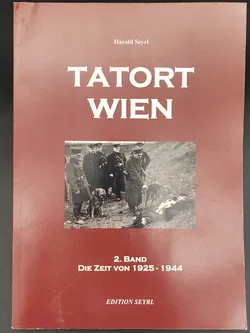 Harald Seyrl
TATORT
WIEN
2. BAND
DIE ZEIT VON 1925 - 1944
EDITION SEYRL